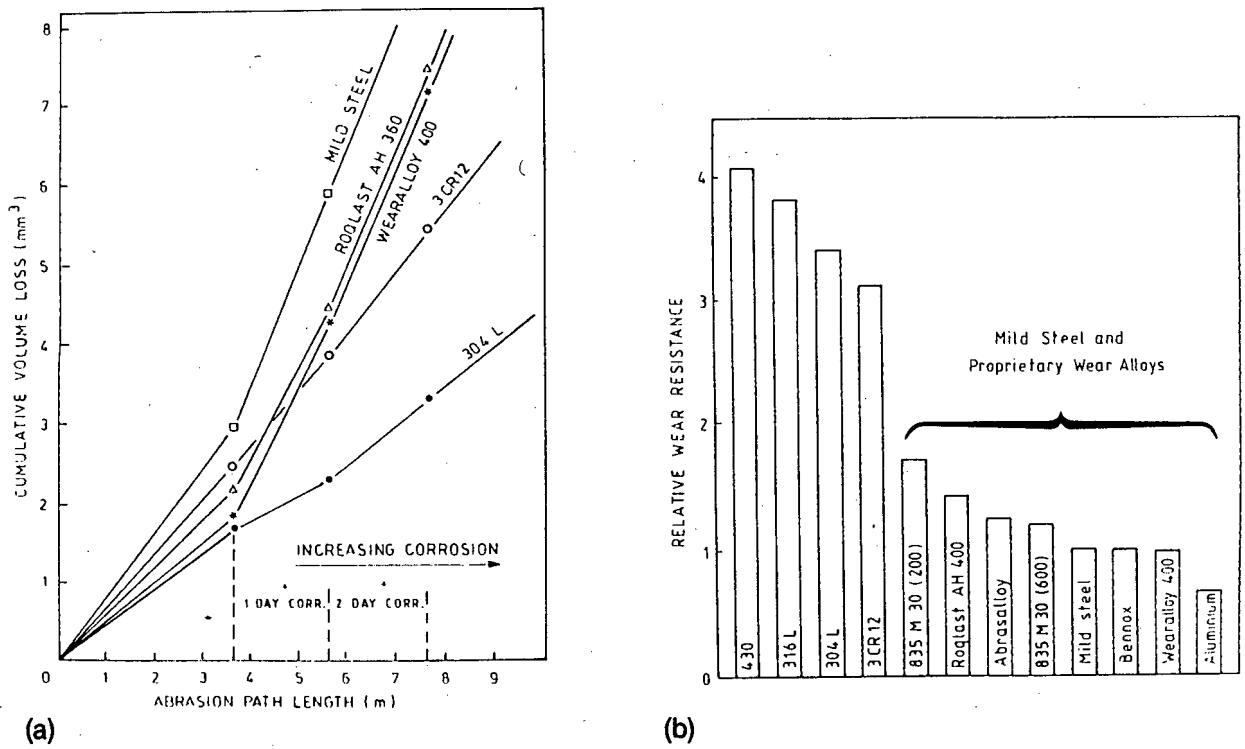 8
7
6
5
4
3
2
1
0
CUMULATIVE VOLUME LOSS (mm³)
MILD STEEL
ROQLAST AH 360
WEARALLOY 400
3CR12
304 L
INCREASING CORROSION
1 DAY CORR.
2 DAY CORR.
0 1 2 3 4 5 6 7 8 9
ABRASION PATH LENGTH (m)
(a)
4
3
2
1
0
RELATIVE WEAR RESISTANCE
Mild Steel and
Proprietary Wear Alloys
430
316 L
304 L
3 CR 12
835 M 30 (200)
Roqlast AH 400
Abrasalloy
835 M 30 (600)
Mild steel
Bennox
Wearalloy 400
Aluminium
(b)